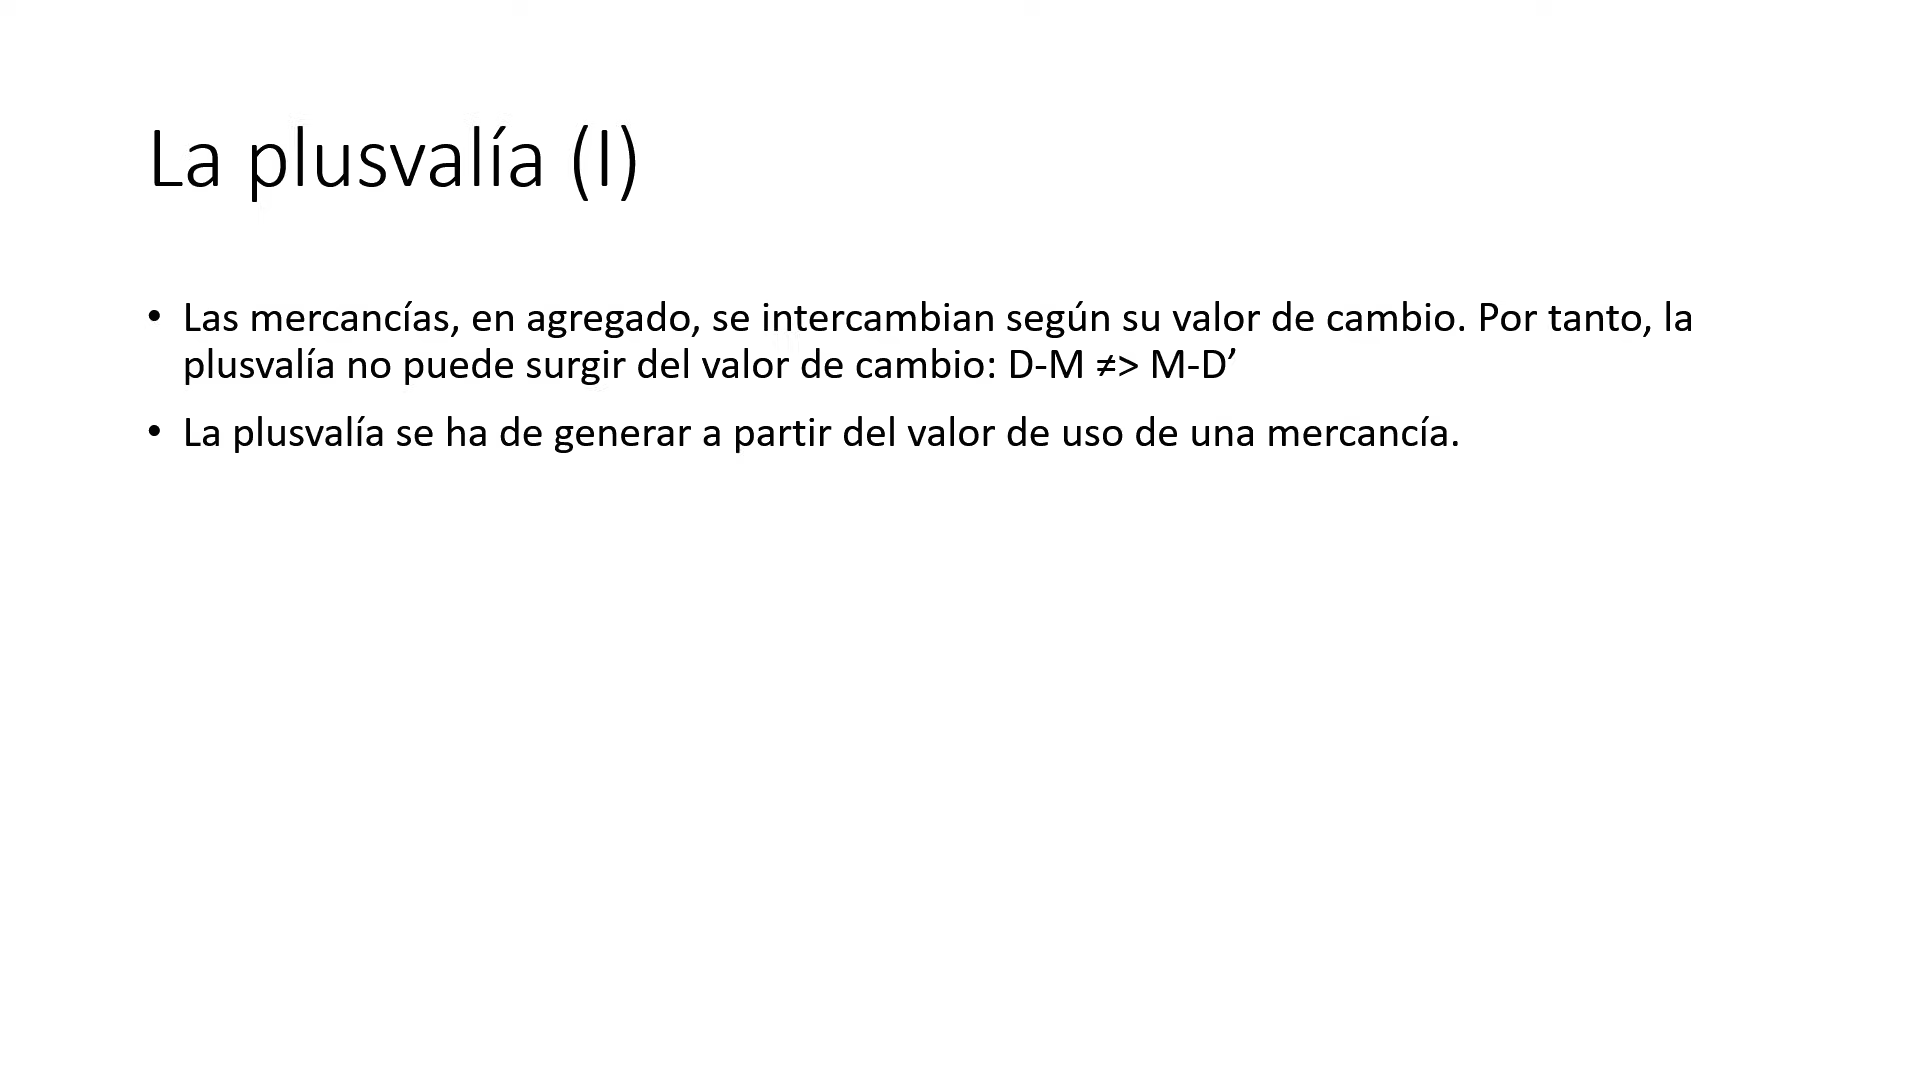 La plusvalía (I)
• Las mercancías, en agregado, se intercambian según su valor de cambio. Por tanto, la
plusvalía no puede surgir del valor de cambio: D-M ≠> M-D’
• La plusvalía se ha de generar a partir del valor de uso de una mercancía.